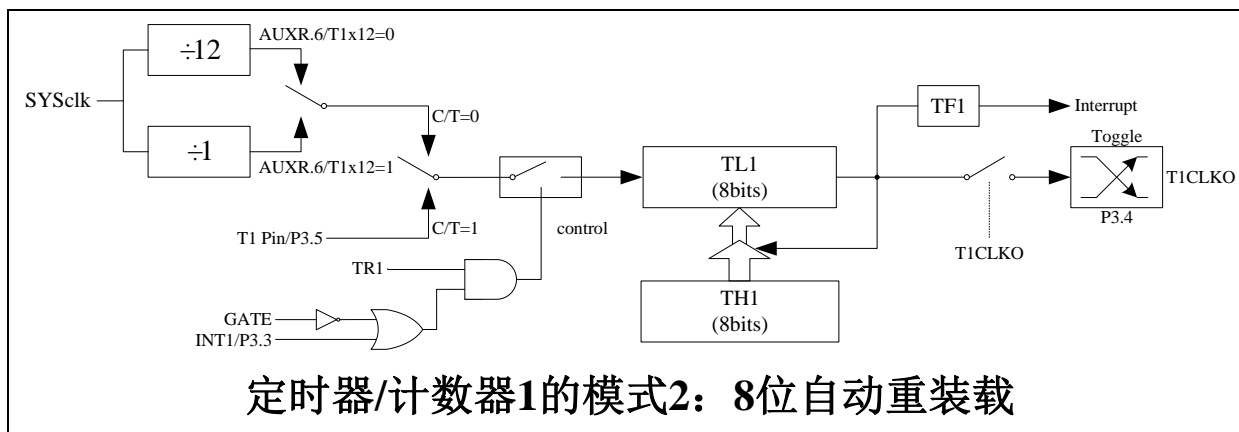 ÷12
AUXR.6/T1x12=0
SYSclk
÷1
AUXR.6/T1x12=1
C/T=0
C/T=1
T1 Pin/P3.5
control
TR1
GATE
INT1/P3.3
TL1
(8bits)
TH1
(8bits)
TF1
Interrupt
Toggle
T1CLKO
P3.4
T1CLKO
定时器/计数器1的模式2：8位自动重装载